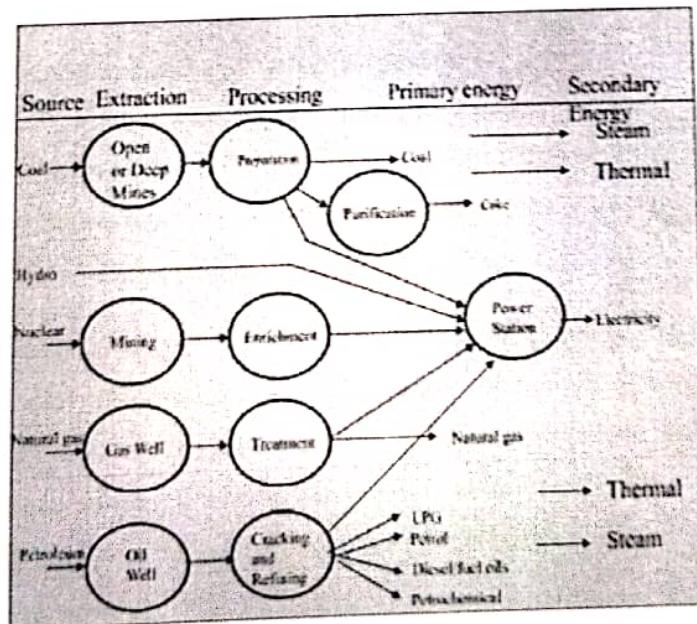 Source Extraction Processing Primary energy Secondary
Energy
Steam
Coal Open or Deep Mines Preparation Coal Thermal
Purification Coke
Hydro
Power Station Electricity
Nuclear Mining Enrichment
Natural gas Gas Well Treatment Natural gas
Thermal
LPG
Petroleum Oil Well Cracking and Refining Petrol Steam
Diesel fuel oils
Petrochemical